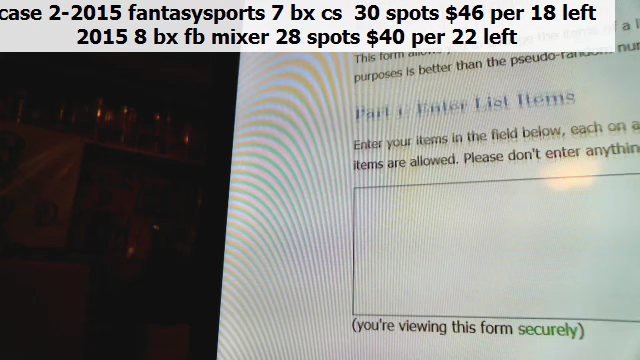 case 2-2015 fantasysports 7 bx cs 30 spots $46 per 18 left
2015 8 bx fb mixer 28 spots $40 per 22 left
This form
purposes is better than the pseudo-random
Part 1: Enter List Items
Enter your items in the field below, each on a
items are allowed. Please don't enter anythin
(you're viewing this form securely)